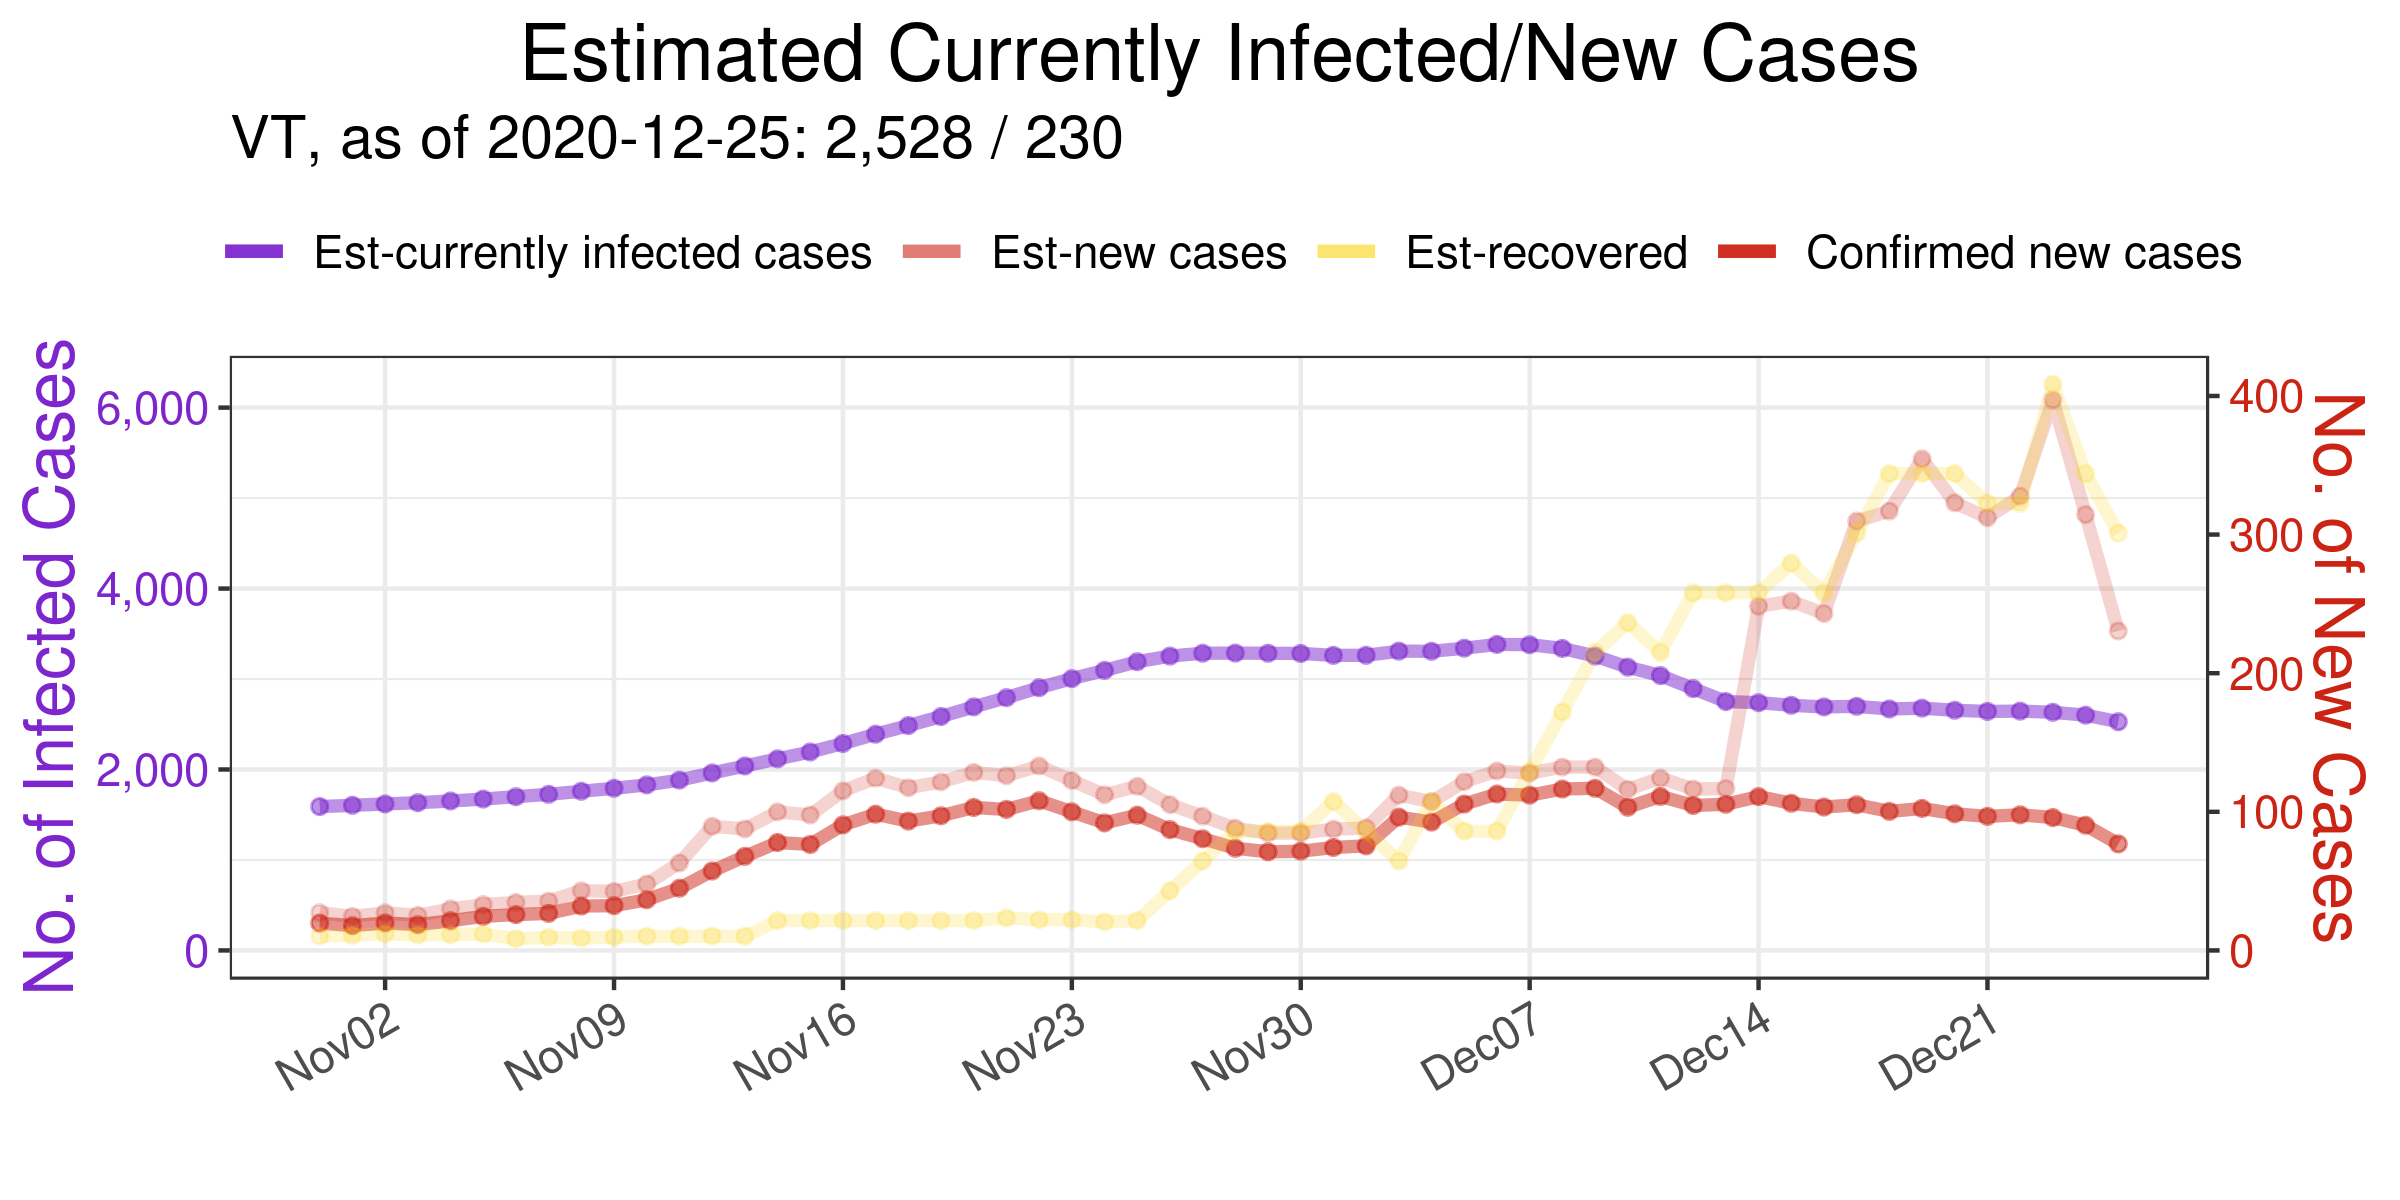 Estimated Currently Infected/New Cases
VT, as of 2020-12-25: 2,528 / 230
Est-currently infected cases Est-new cases Est-recovered Confirmed new cases
No. of Infected Cases
6,000
4,000
2,000
0
400
300
200
100
0
No. of New Cases
Nov02 Nov09 Nov16 Nov23 Nov30 Dec07 Dec14 Dec21